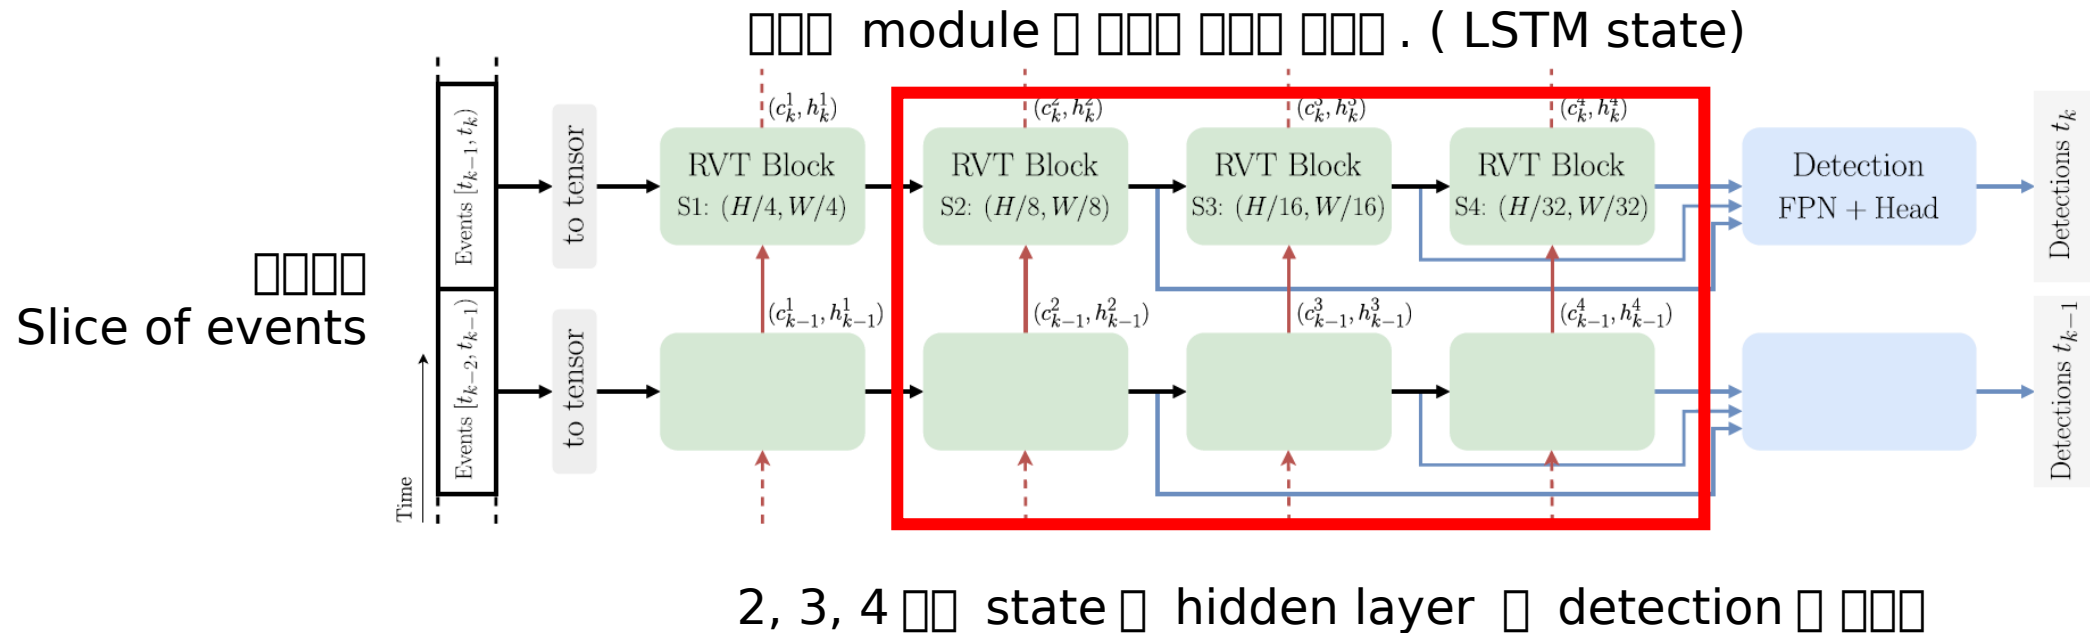 module . ( LSTM state)
Events [t_{k-1}, t_k)
to tensor
(c_k^1, h_k^1)
RVT Block
S1: (H/4, W/4)
(c_k^2, h_k^2)
RVT Block
S2: (H/8, W/8)
(c_k^3, h_k^3)
RVT Block
S3: (H/16, W/16)
(c_k^4, h_k^4)
RVT Block
S4: (H/32, W/32)
Detection
FPN + Head
Detections t_k
Slice of events
Time
Events [t_{k-2}, t_{k-1})
to tensor
(c_{k-1}^1, h_{k-1}^1)
(c_{k-1}^2, h_{k-1}^2)
(c_{k-1}^3, h_{k-1}^3)
(c_{k-1}^4, h_{k-1}^4)
Detections t_{k-1}
2, 3, 4 state hidden layer detection